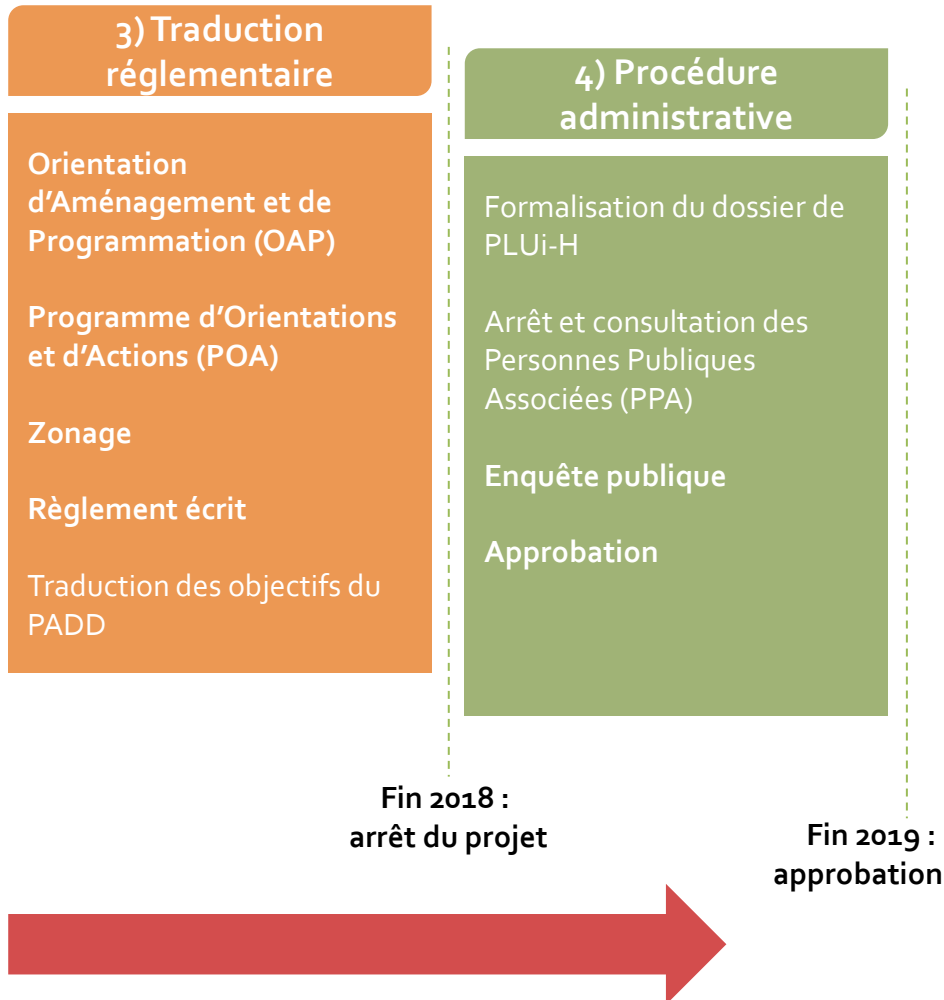 3) Traduction
réglementaire
Orientation
d'Aménagement et de
Programmation (OAP)
Programme d'Orientations
et d'Actions (POA)
Zonage
Règlement écrit
Traduction des objectifs du
PADD
4) Procédure
administrative
Formalisation du dossier de
PLUi-H
Arrêt et consultation des
Personnes Publiques
Associées (PPA)
Enquête publique
Approbation
Fin 2018 :
arrêt du projet
Fin 2019 :
approbation